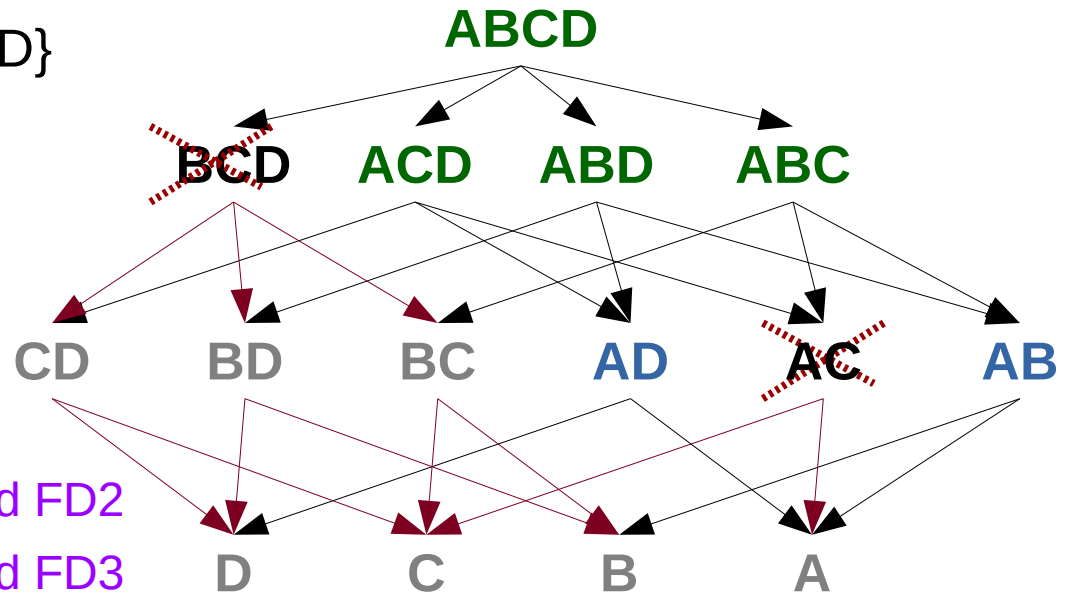 ABCD
D}
BCD ACD ABD ABC
CD BD BC AD AC AB
d FD2
D C B A
d FD3